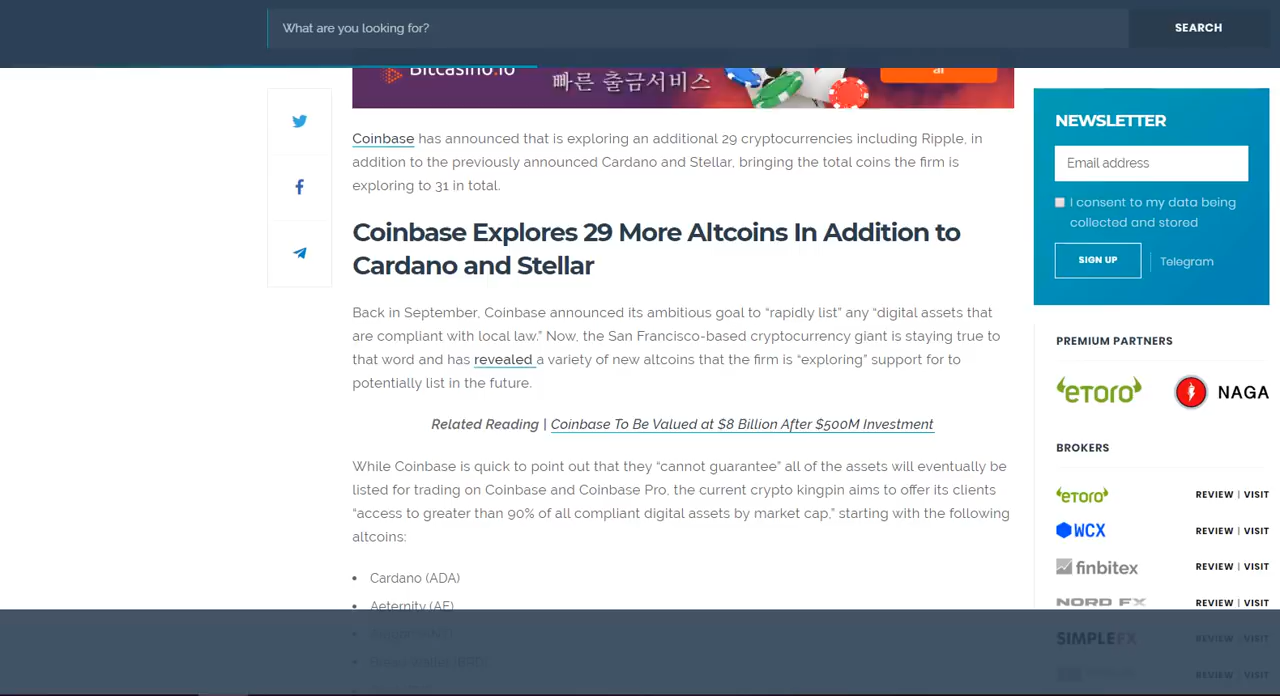 What are you looking for?
SEARCH
Bitcasino.io
빠른 출금서비스
Coinbase has announced that is exploring an additional 29 cryptocurrencies including Ripple, in
addition to the previously announced Cardano and Stellar, bringing the total coins the firm is
exploring to 31 in total.
Coinbase Explores 29 More Altcoins In Addition to
Cardano and Stellar
Back in September, Coinbase announced its ambitious goal to “rapidly list” any “digital assets that
are compliant with local law.” Now, the San Francisco-based cryptocurrency giant is staying true to
that word and has revealed a variety of new altcoins that the firm is “exploring” support for to
potentially list in the future.
Related Reading | Coinbase To Be Valued at $8 Billion After $500M Investment
While Coinbase is quick to point out that they “cannot guarantee” all of the assets will eventually be
listed for trading on Coinbase and Coinbase Pro, the current crypto kingpin aims to offer its clients
“access to greater than 90% of all compliant digital assets by market cap,” starting with the following
altcoins:
• Cardano (ADA)
• Aeternity (AE)
NEWSLETTER
Email address
I consent to my data being
collected and stored
SIGN UP | Telegram
PREMIUM PARTNERS
eToro
NAGA
BROKERS
eToro REVIEW | VISIT
WCX REVIEW | VISIT
finbitex REVIEW | VISIT
NORD FX REVIEW | VISIT
SIMPLEFX REVIEW | VISIT
REVIEW | VISIT